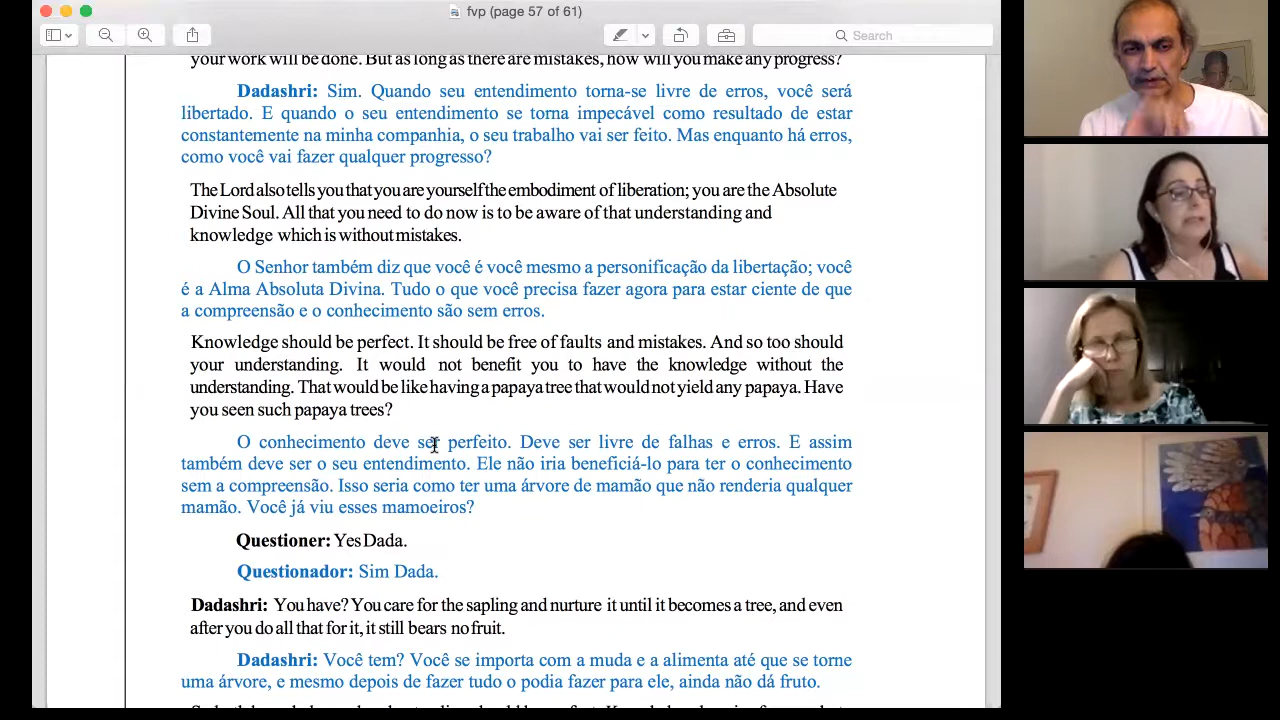 fvp (page 57 of 61)
Search
your work will be done. But as long as there are mistakes, how will you make any progress?
Dadashri: Sim. Quando seu entendimento torna-se livre de erros, você será
libertado. E quando o seu entendimento se torna impecável como resultado de estar
constantemente na minha companhia, o seu trabalho vai ser feito. Mas enquanto há erros,
como você vai fazer qualquer progresso?
The Lord also tells you that you are yourself the embodiment of liberation; you are the Absolute
Divine Soul. All that you need to do now is to be aware of that understanding and
knowledge which is without mistakes.
O Senhor também diz que você é você mesmo a personificação da libertação; você
é a Alma Absoluta Divina. Tudo o que você precisa fazer agora para estar ciente de que
a compreensão e o conhecimento são sem erros.
Knowledge should be perfect. It should be free of faults and mistakes. And so too should
your understanding. It would not benefit you to have the knowledge without the
understanding. That would be like having a papaya tree that would not yield any papaya. Have
you seen such papaya trees?
O conhecimento deve ser perfeito. Deve ser livre de falhas e erros. E assim
também deve ser o seu entendimento. Ele não iria beneficiá-lo para ter o conhecimento
sem a compreensão. Isso seria como ter uma árvore de mamão que não renderia qualquer
mamão. Você já viu esses mamoeiros?
Questioner: Yes Dada.
Questionador: Sim Dada.
Dadashri: You have? You care for the sapling and nurture it until it becomes a tree, and even
after you do all that for it, it still bears no fruit.
Dadashri: Você tem? Você se importa com a muda e a alimenta até que se torne
uma árvore, e mesmo depois de fazer tudo o podia fazer para ele, ainda não dá fruto.